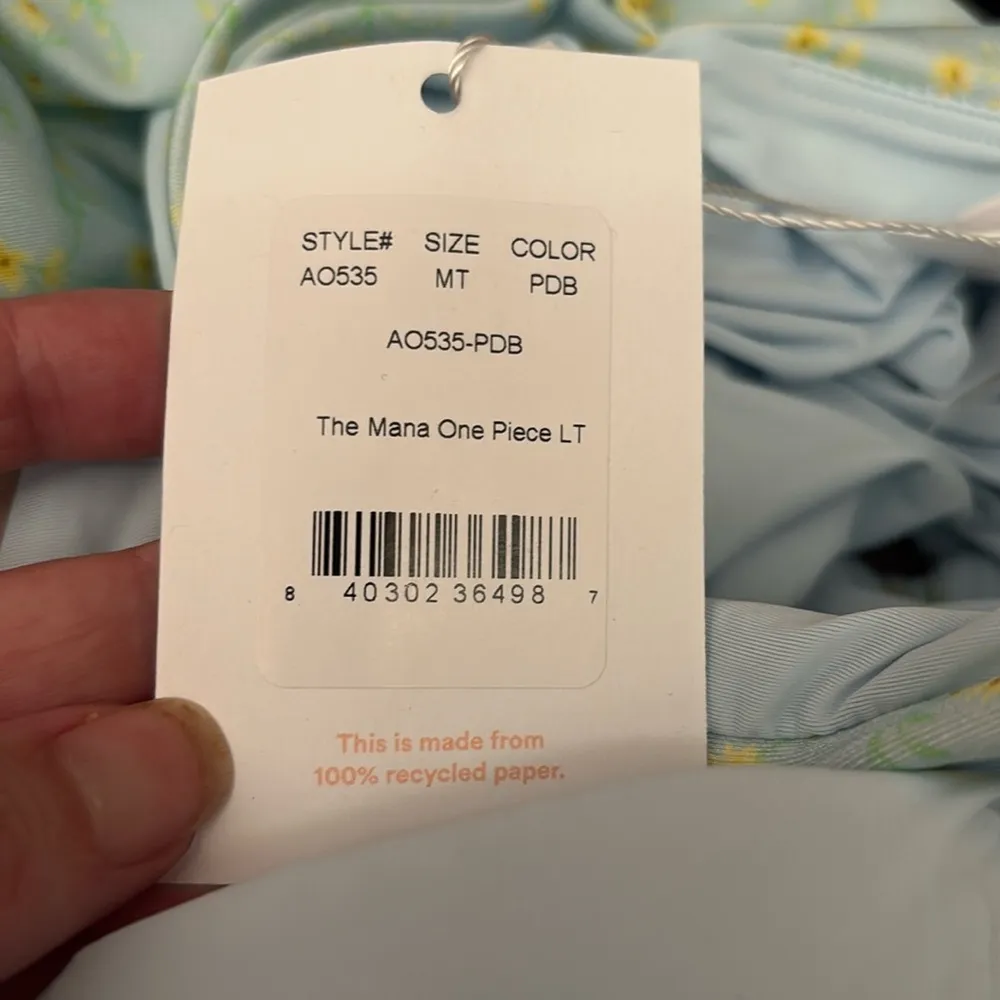 STYLE# SIZE COLOR
AO535 MT PDB
AO535-PDB
The Mana One Piece LT
8 40302 36498 7
This is made from
100% recycled paper.